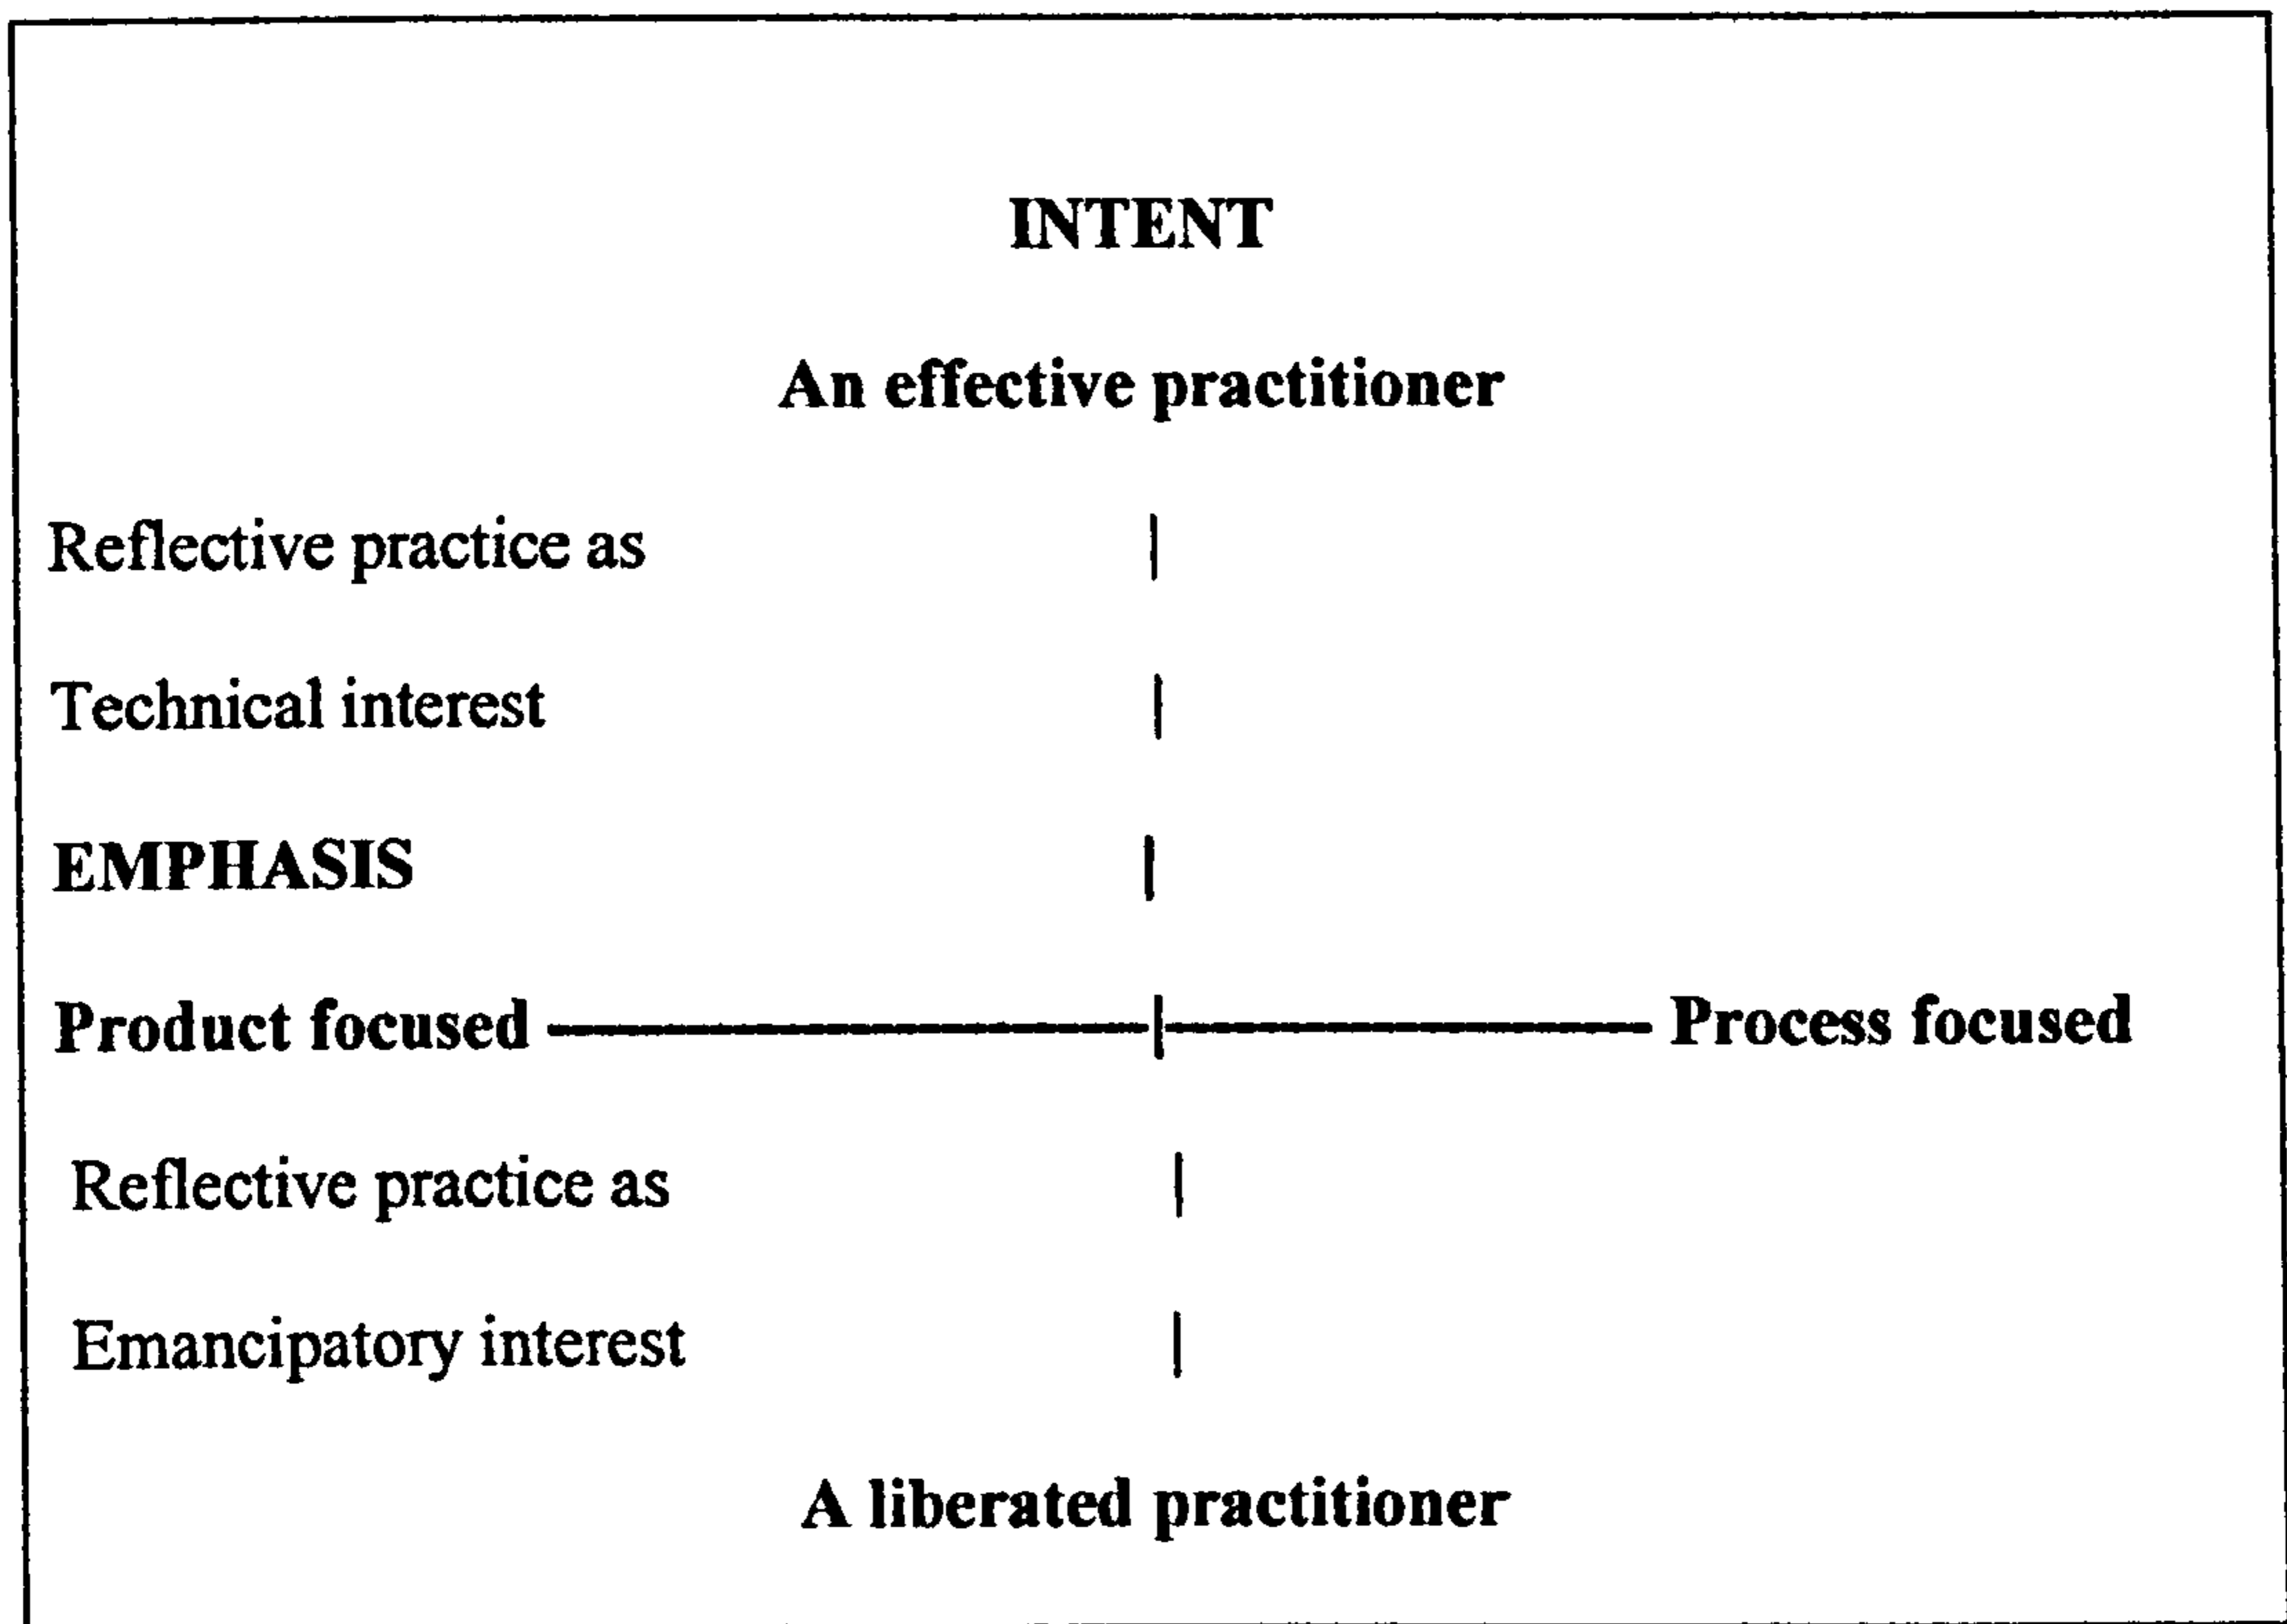 INTENT
An effective practitioner
Reflective practice as
Technical interest
EMPHASIS
Product focused Process focused
Reflective practice as
Emancipatory interest
A liberated practitioner